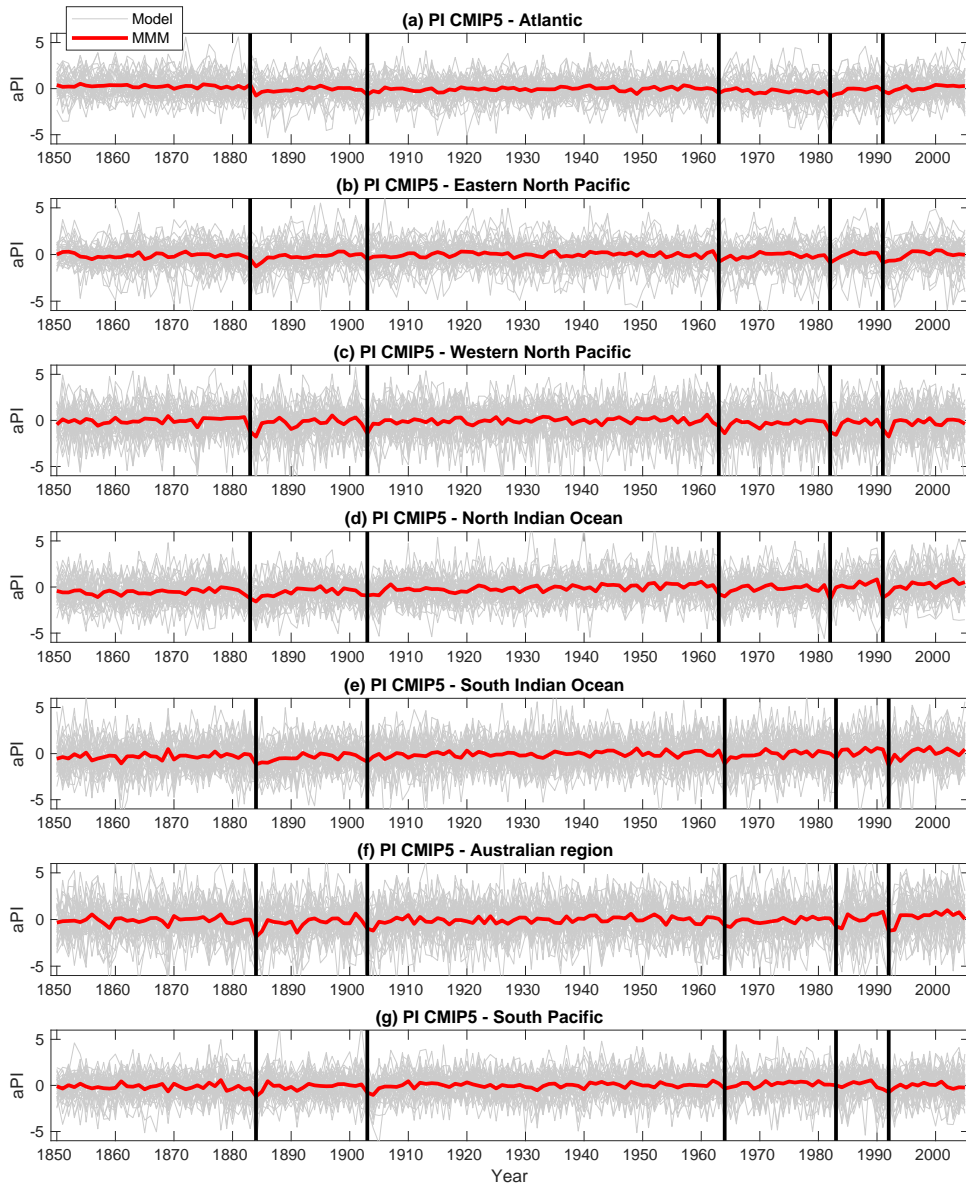 (a) PI CMIP5 - Atlantic
Model
MMM
aPI
5
0
-5
1850 1860 1870 1880 1890 1900 1910 1920 1930 1940 1950 1960 1970 1980 1990 2000
(b) PI CMIP5 - Eastern North Pacific
aPI
5
0
-5
1850 1860 1870 1880 1890 1900 1910 1920 1930 1940 1950 1960 1970 1980 1990 2000
(c) PI CMIP5 - Western North Pacific
aPI
5
0
-5
1850 1860 1870 1880 1890 1900 1910 1920 1930 1940 1950 1960 1970 1980 1990 2000
(d) PI CMIP5 - North Indian Ocean
aPI
5
0
-5
1850 1860 1870 1880 1890 1900 1910 1920 1930 1940 1950 1960 1970 1980 1990 2000
(e) PI CMIP5 - South Indian Ocean
aPI
5
0
-5
1850 1860 1870 1880 1890 1900 1910 1920 1930 1940 1950 1960 1970 1980 1990 2000
(f) PI CMIP5 - Australian region
aPI
5
0
-5
1850 1860 1870 1880 1890 1900 1910 1920 1930 1940 1950 1960 1970 1980 1990 2000
(g) PI CMIP5 - South Pacific
aPI
5
0
-5
1850 1860 1870 1880 1890 1900 1910 1920 1930 1940 1950 1960 1970 1980 1990 2000
Year